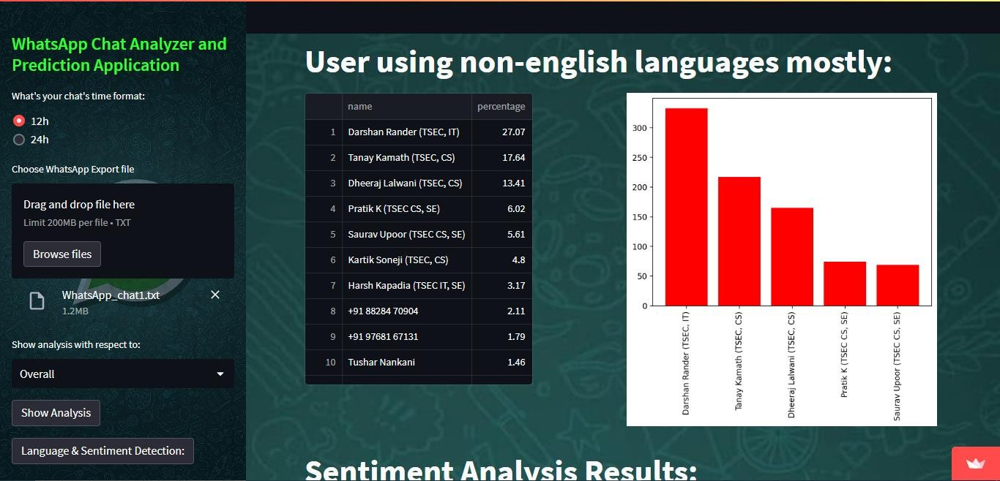 WhatsApp Chat Analyzer and
Prediction Application
What's your chat's time format:
12h
24h
Choose WhatsApp Export file
Drag and drop file here
Limit 200MB per file • TXT
Browse files
WhatsApp_chat1.txt
1.2MB
Show analysis with respect to:
Overall
Show Analysis
Language & Sentiment Detection:
User using non-english languages mostly:
name percentage
1 Darshan Rander (TSEC, IT) 27.07
2 Tanay Kamath (TSEC, CS) 17.64
3 Dheeraj Lalwani (TSEC, CS) 13.41
4 Pratik K (TSEC CS, SE) 6.02
5 Saurav Upoor (TSEC CS, SE) 5.61
6 Kartik Soneji (TSEC, CS) 4.8
7 Harsh Kapadia (TSEC IT, SE) 3.17
8 +91 88284 70904 2.11
9 +91 97681 67131 1.79
10 Tushar Nankani 1.46
300
250
200
150
100
50
0
Darshan Rander (TSEC, IT)
Tanay Kamath (TSEC, CS)
Dheeraj Lalwani (TSEC, CS)
Pratik K (TSEC CS, SE)
Saurav Upoor (TSEC CS, SE)
Sentiment Analysis Results: